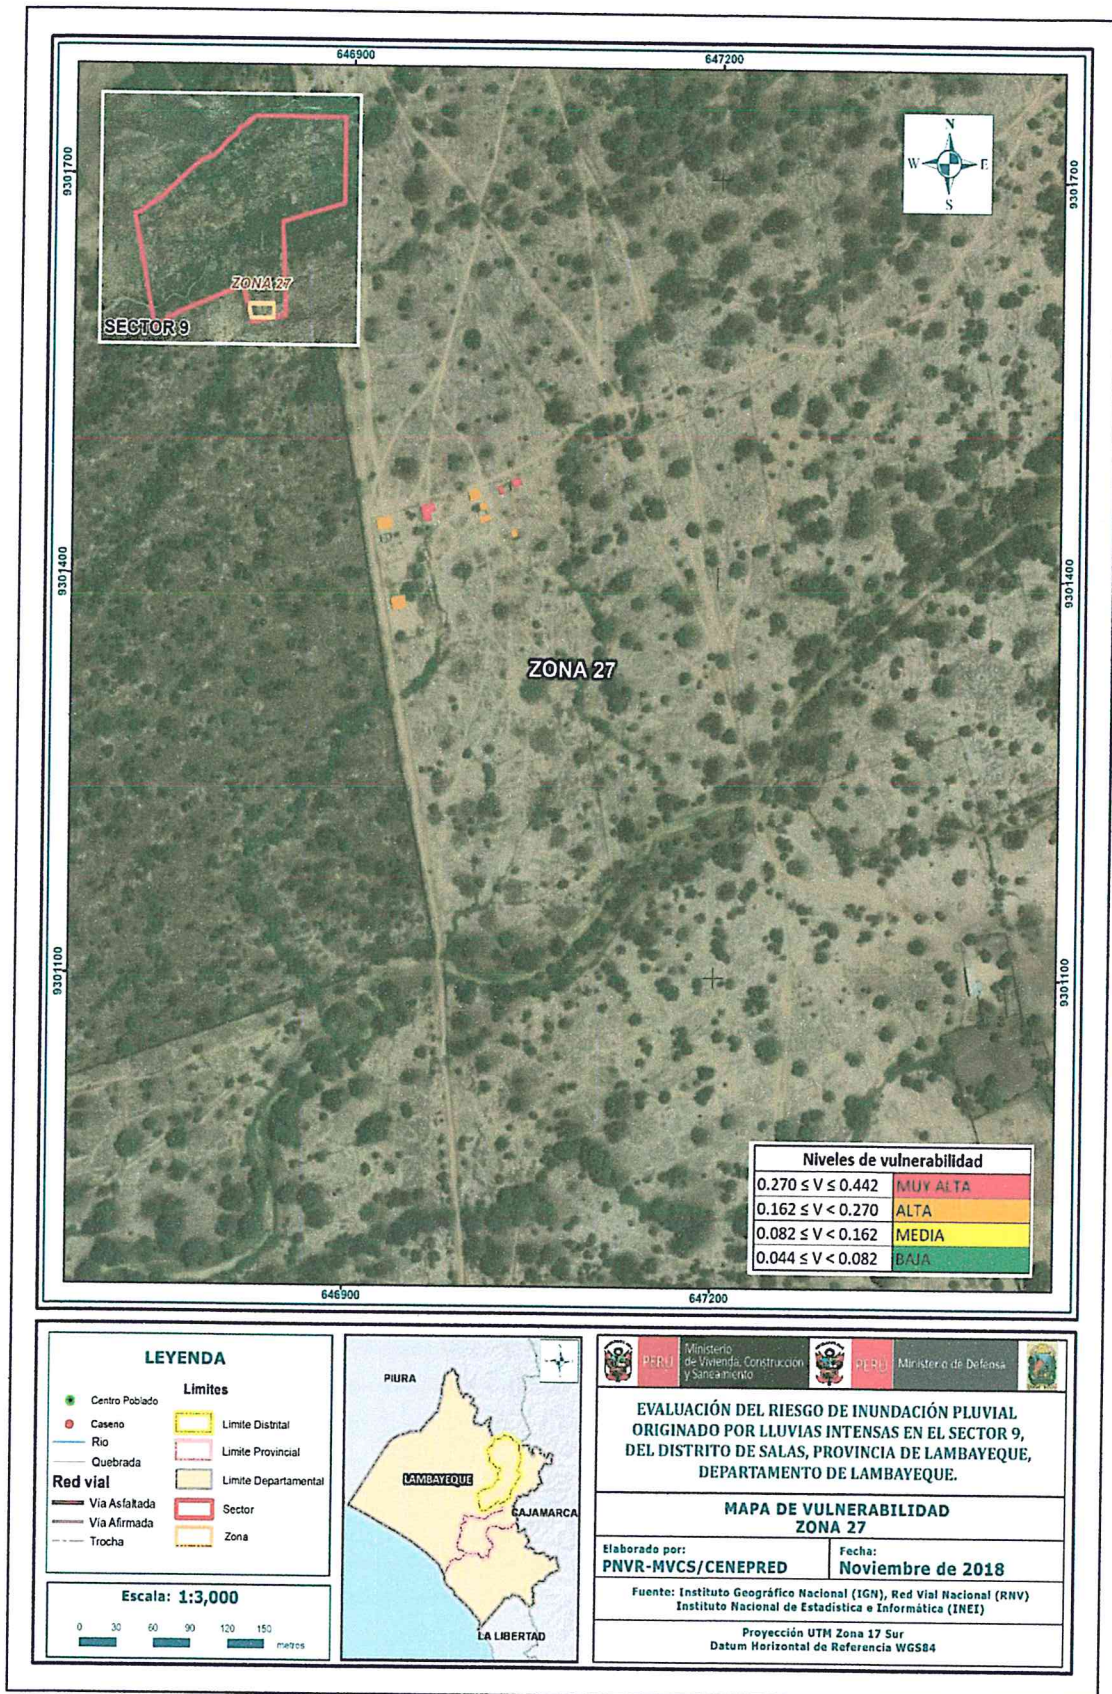 646900
647200
9301700
9301700
N
W
E
S
ZONA 27
SECTOR 9
9301400
9301400
ZONA 27
9301100
9301100
Niveles de vulnerabilidad
0.270 ≤ V ≤ 0.442 MUY ALTA
0.162 ≤ V < 0.270 ALTA
0.082 ≤ V < 0.162 MEDIA
0.044 ≤ V < 0.082 BAJA
646900
647200
LEYENDA
Centro Poblado
Caseno
Rio
Quebrada
Red vial
Vía Asfaltada
Vía Afirmada
Trocha
Límites
Limite Distrital
Limite Provincial
Limite Departamental
Sector
Zona
Escala: 1:3,000
0 30 60 90 120 150
metros
PIURA
LAMBAYEQUE
CAJAMARCA
LA LIBERTAD
PERÚ
Ministerio
de Vivienda, Construcción
y Saneamiento
PERÚ
Ministerio de Defensa
EVALUACIÓN DEL RIESGO DE INUNDACIÓN PLUVIAL
ORIGINADO POR LLUVIAS INTENSAS EN EL SECTOR 9,
DEL DISTRITO DE SALAS, PROVINCIA DE LAMBAYEQUE,
DEPARTAMENTO DE LAMBAYEQUE.
MAPA DE VULNERABILIDAD
ZONA 27
Elaborado por:
PNVR-MVCS/CENEPRED
Fecha:
Noviembre de 2018
Fuente: Instituto Geográfico Nacional (IGN), Red Vial Nacional (RNV)
Instituto Nacional de Estadística e Informática (INEI)
Proyección UTM Zona 17 Sur
Datum Horizontal de Referencia WGS84